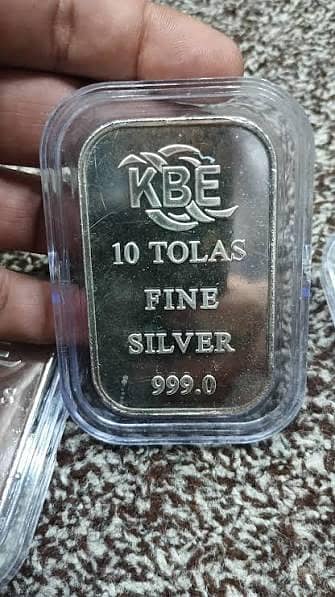 KBE
10 TOLAS
FINE
SILVER
999.0